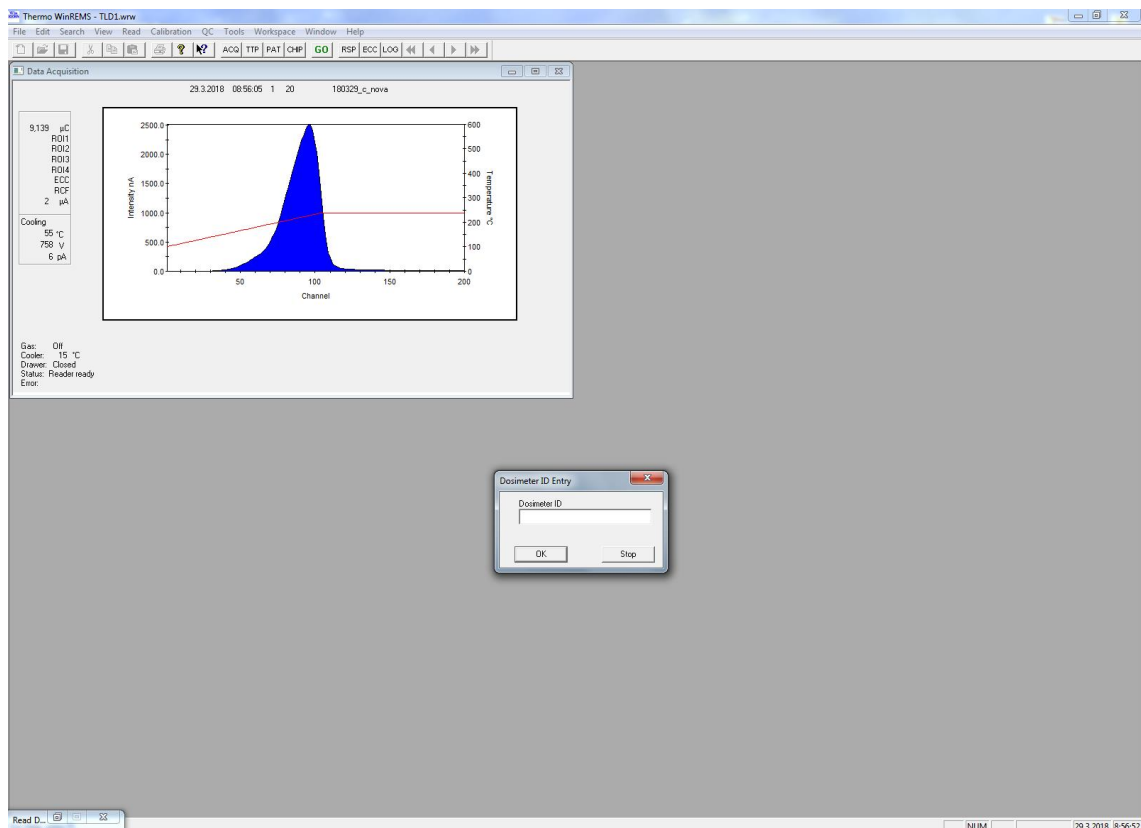 Thermo WinREMS - TLD1.wrw
File Edit Search View Read Calibration QC Tools Workspace Window Help
ACQ TTP PAT CHIP GO RSP ECC LOG
Data Acquisition
29.3.2018 08:56:05 1 20 180329_c_nova
9,139 µC
ROI1
ROI2
ROI3
ROI4
ECC
RCF
2 µA
Cooling
55 °C
758 V
6 pA
2500.0
2000.0
1500.0
1000.0
500.0
0.0
Intensity nA
600
500
400
300
200
100
0
Temperature °C
50 100 150 200
Channel
Gas: Off
Cooler: 15 °C
Drawer: Closed
Status: Reader ready
Error:
Dosimeter ID Entry
Dosimeter ID
OK Stop
Read D...
NUM 29.3.2018 8:56:52